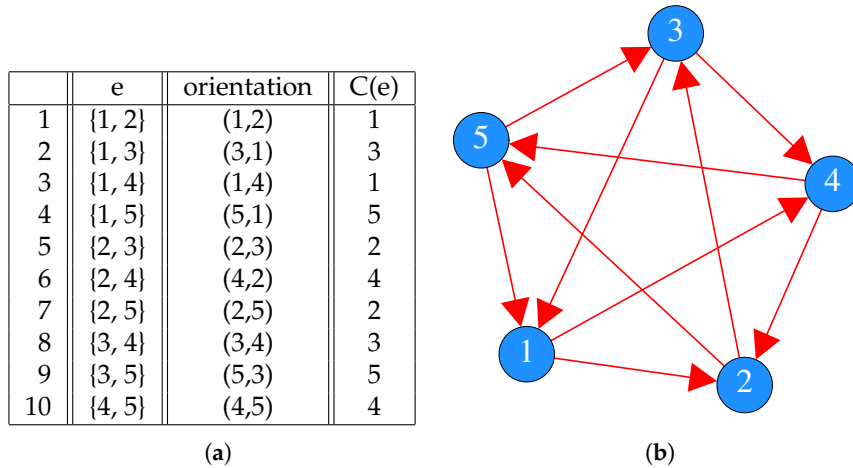 e orientation C(e)
1 {1, 2} (1,2) 1
2 {1, 3} (3,1) 3
3 {1, 4} (1,4) 1
4 {1, 5} (5,1) 5
5 {2, 3} (2,3) 2
6 {2, 4} (4,2) 4
7 {2, 5} (2,5) 2
8 {3, 4} (3,4) 3
9 {3, 5} (5,3) 5
10 {4, 5} (4,5) 4
(a)
3
5
4
1
2
(b)